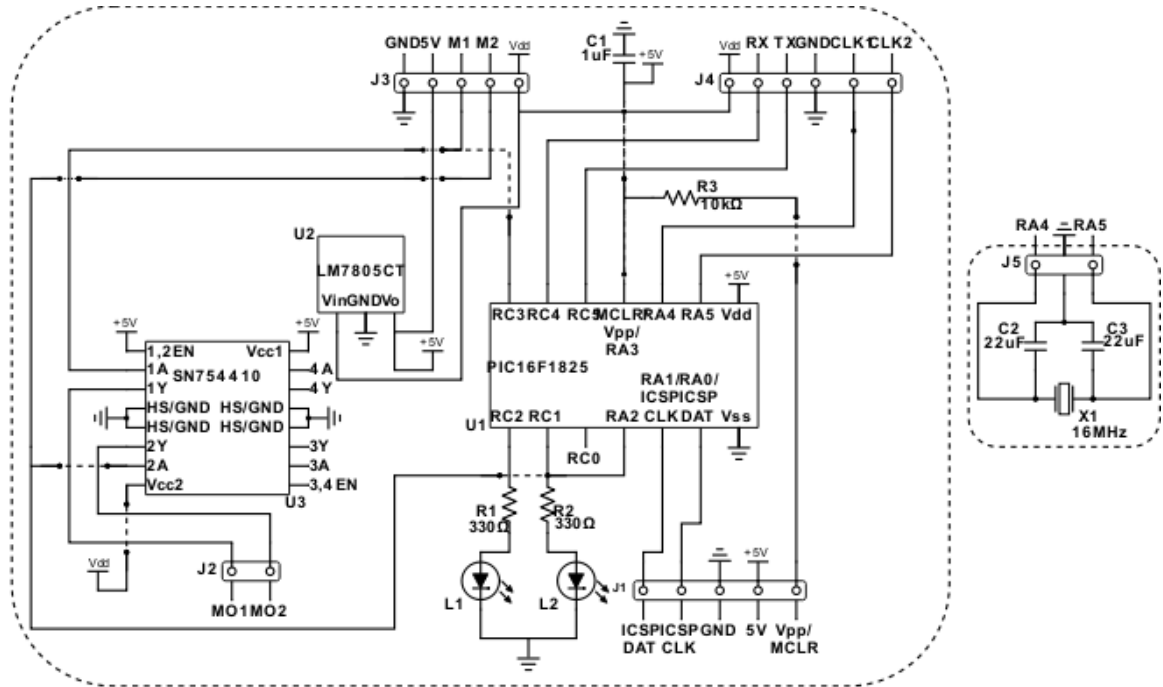 GND 5V M1 M2 Vdd
J3
C1
1uF
+5V
Vdd RX TX GND CLK1 CLK2
J4
R3
10kΩ
U2
LM7805CT
Vin GND Vo
+5V
+5V
RC3 RC4 RC5 MCLR/ RA4 RA5 Vdd
Vpp/
RA3
PIC16F1825
RA1/RA0/
ICSP ICSP
RC2 RC1 RA2 CLK DAT Vss
U1
RC0
+5V
+5V
1,2EN Vcc1
1A SN754410 4A
1Y 4Y
HS/GND HS/GND
HS/GND HS/GND
2Y 3Y
2A 3A
Vcc2 3,4 EN
U3
R1
330Ω
R2
330Ω
Vdd
J2
MO1 MO2
L1
L2
+5V
J1
ICSP ICSP GND 5V Vpp/
DAT CLK MCLR
RA4 RA5
J5
C2
22uF
C3
22uF
X1
16MHz